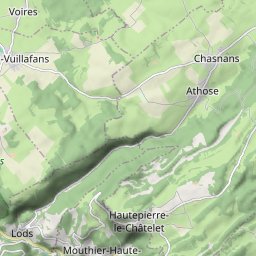 Voires
-Vuillafans
Chasnans
Athose
Hautepierre-
le-Châtelet
Lods
Mouthier-Haute-